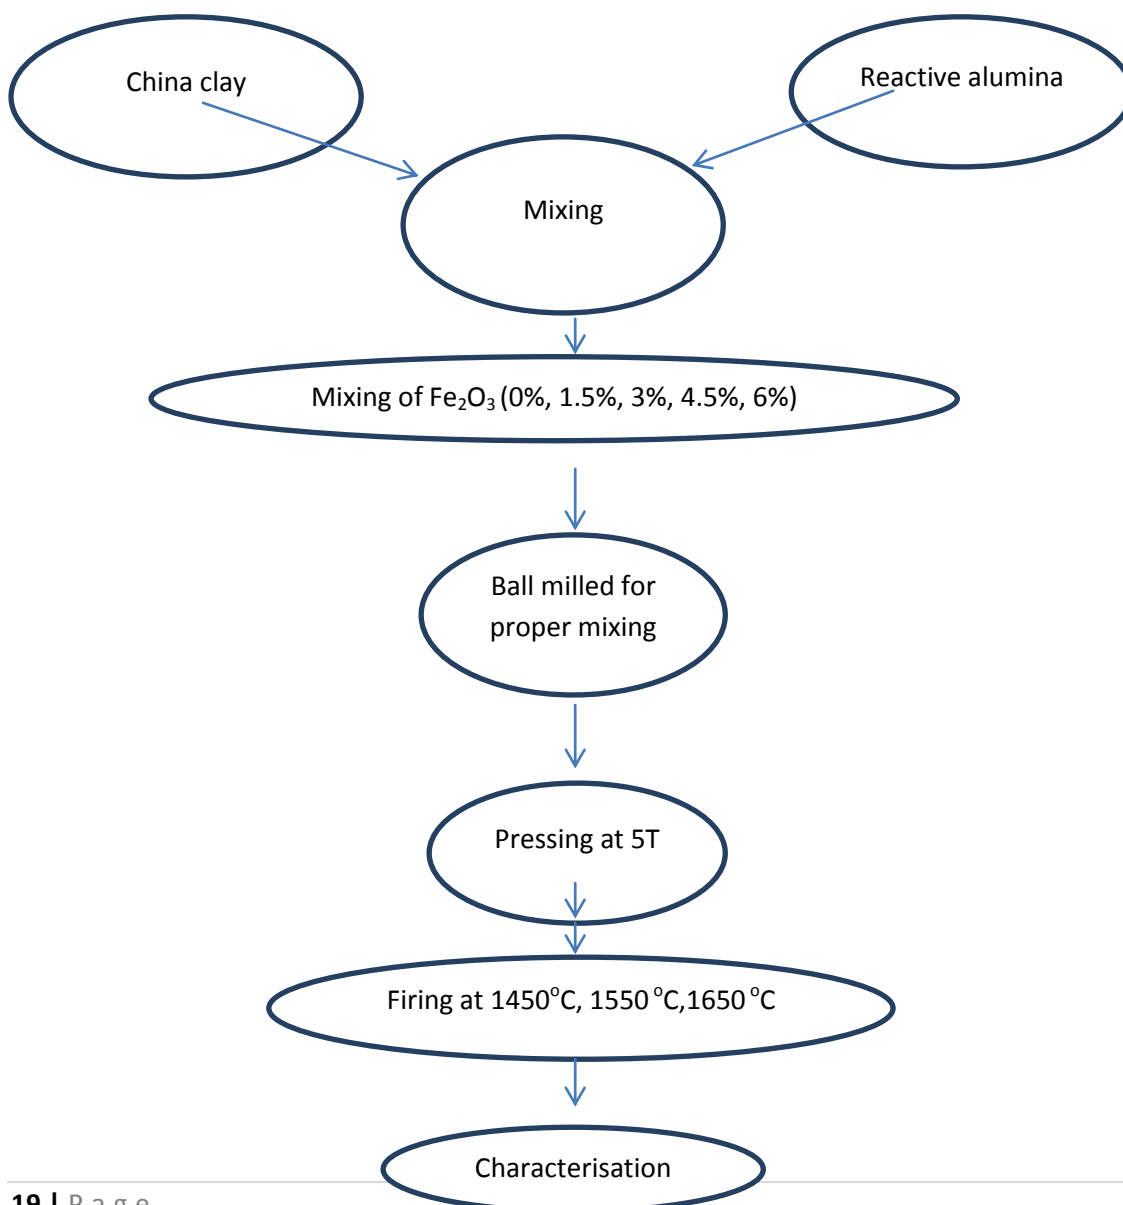 China clay
Reactive alumina
Mixing
Mixing of Fe₂O₃ (0%, 1.5%, 3%, 4.5%, 6%)
Ball milled for
proper mixing
Pressing at 5T
Firing at 1450°C, 1550 °C,1650 °C
Characterisation
19 | P a g e